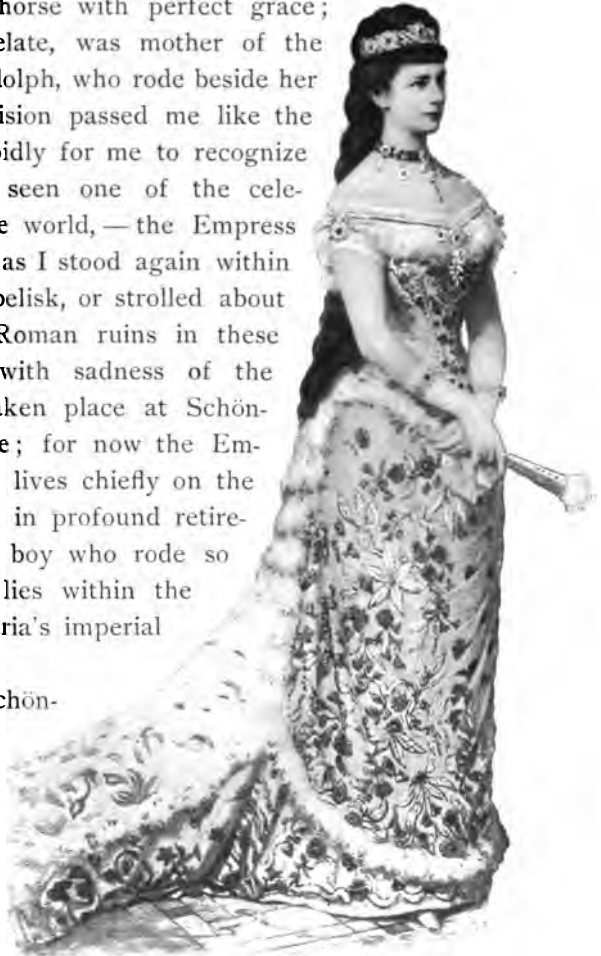 horse with perfect grace;
elate, was mother of the
lolph, who rode beside her
ision passed me like the
pidly for me to recognize
seen one of the cele-
e world, — the Empress
as I stood again within
belisk, or strolled about
Roman ruins in these
with sadness of the
aken place at Schön-
e; for now the Em-
lives chiefly on the
in profound retire-
boy who rode so
lies within the
ria's imperial
chön-